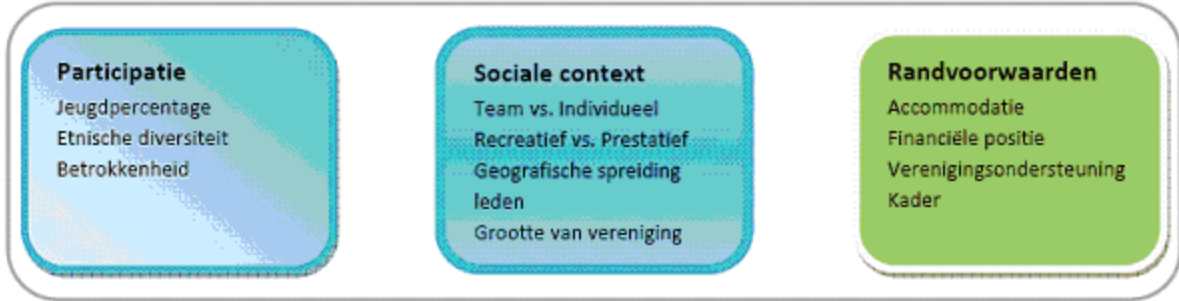 Participatie
Jeugdpercentage
Etnische diversiteit
Betrokkenheid
Sociale context
Team vs. Individueel
Recreatief vs. Prestatief
Geografische spreiding
leden
Grootte van vereniging
Randvoorwaarden
Accommodatie
Financiële positie
Verenigingsondersteuning
Kader